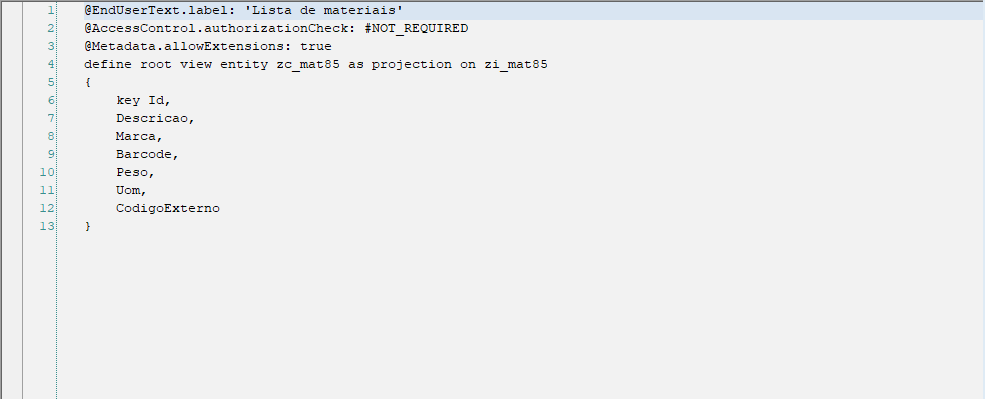 1 @EndUserText.label: 'Lista de materiais'
2 @AccessControl.authorizationCheck: #NOT_REQUIRED
3 @Metadata.allowExtensions: true
4 define root view entity zc_mat85 as projection on zi_mat85
5 {
6 key Id,
7 Descricao,
8 Marca,
9 Barcode,
10 Peso,
11 Uom,
12 CodigoExterno
13 }